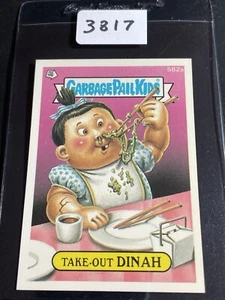 3817
582a
GARBAGE PAIL KIDS
TAKE-OUT DINAH